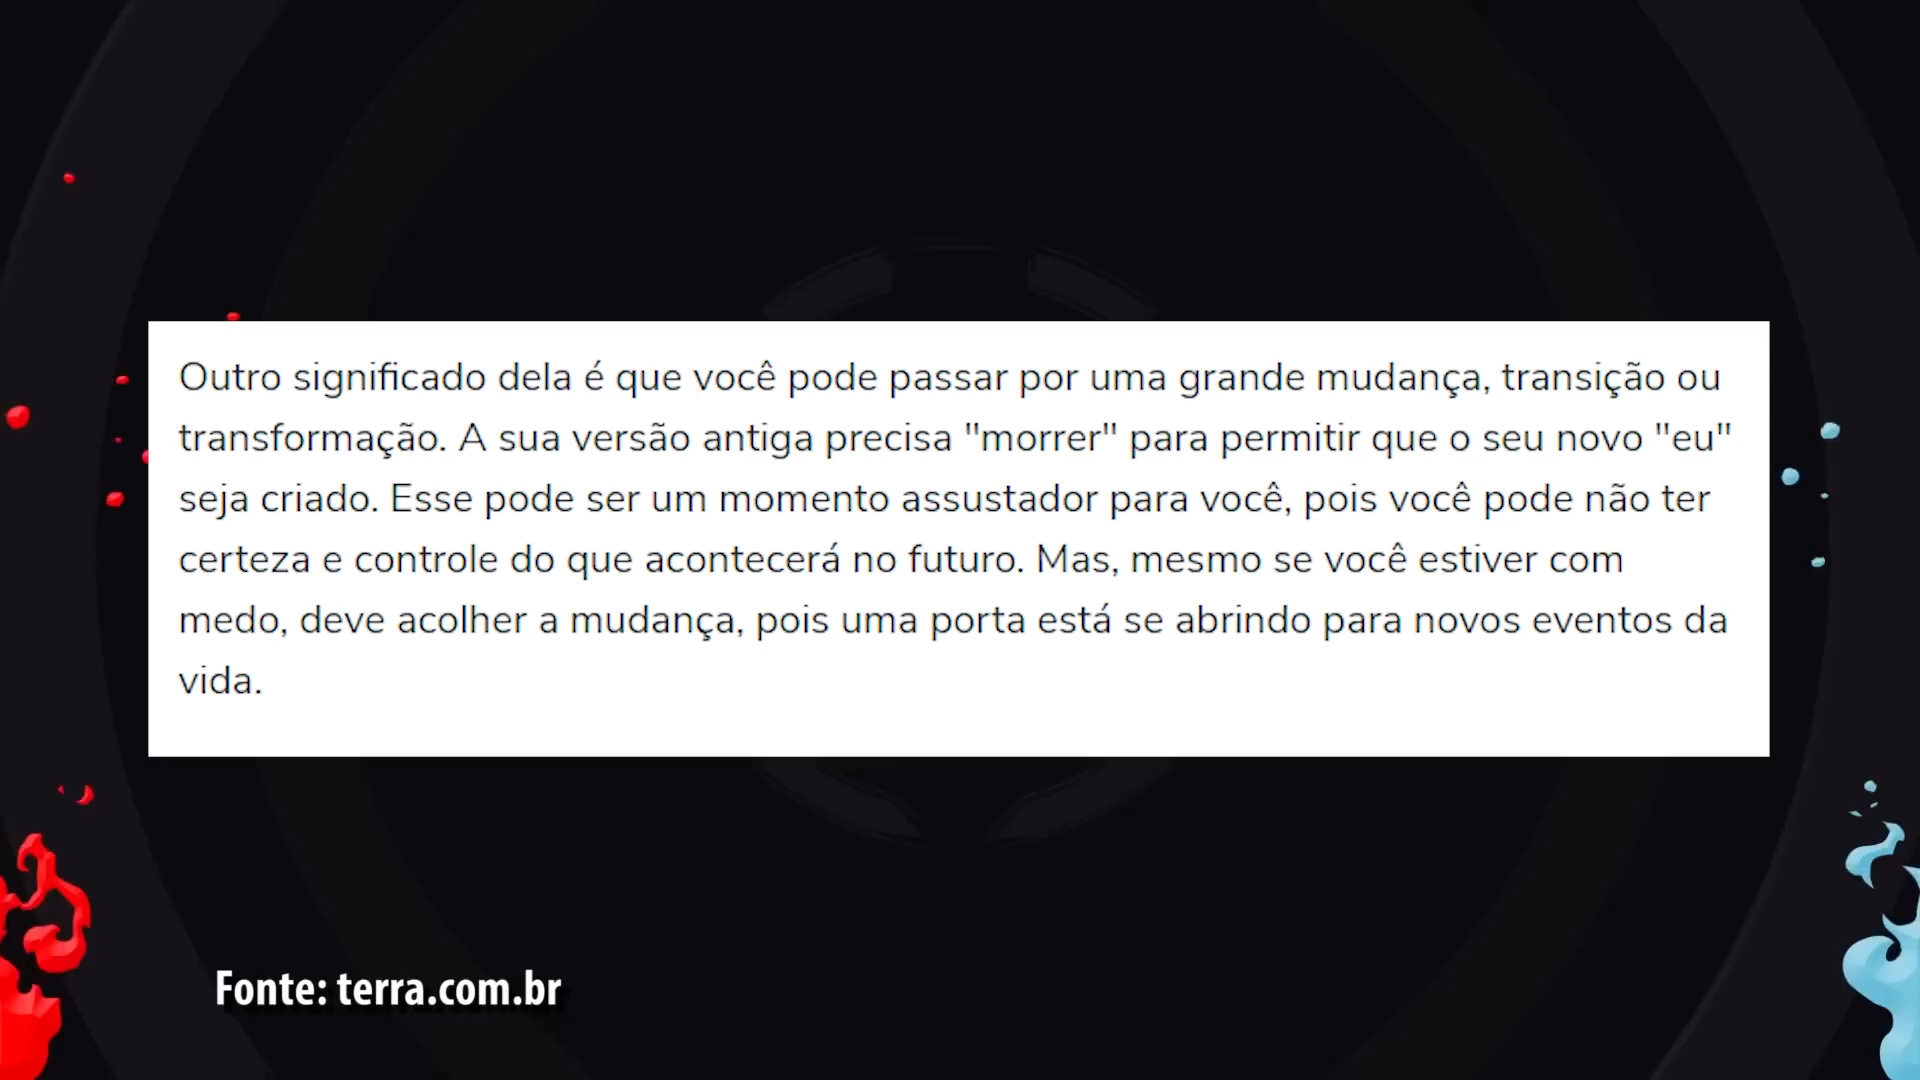 Outro significado dela é que você pode passar por uma grande mudança, transição ou
transformação. A sua versão antiga precisa "morrer" para permitir que o seu novo "eu"
seja criado. Esse pode ser um momento assustador para você, pois você pode não ter
certeza e controle do que acontecerá no futuro. Mas, mesmo se você estiver com
medo, deve acolher a mudança, pois uma porta está se abrindo para novos eventos da
vida.
Fonte: terra.com.br